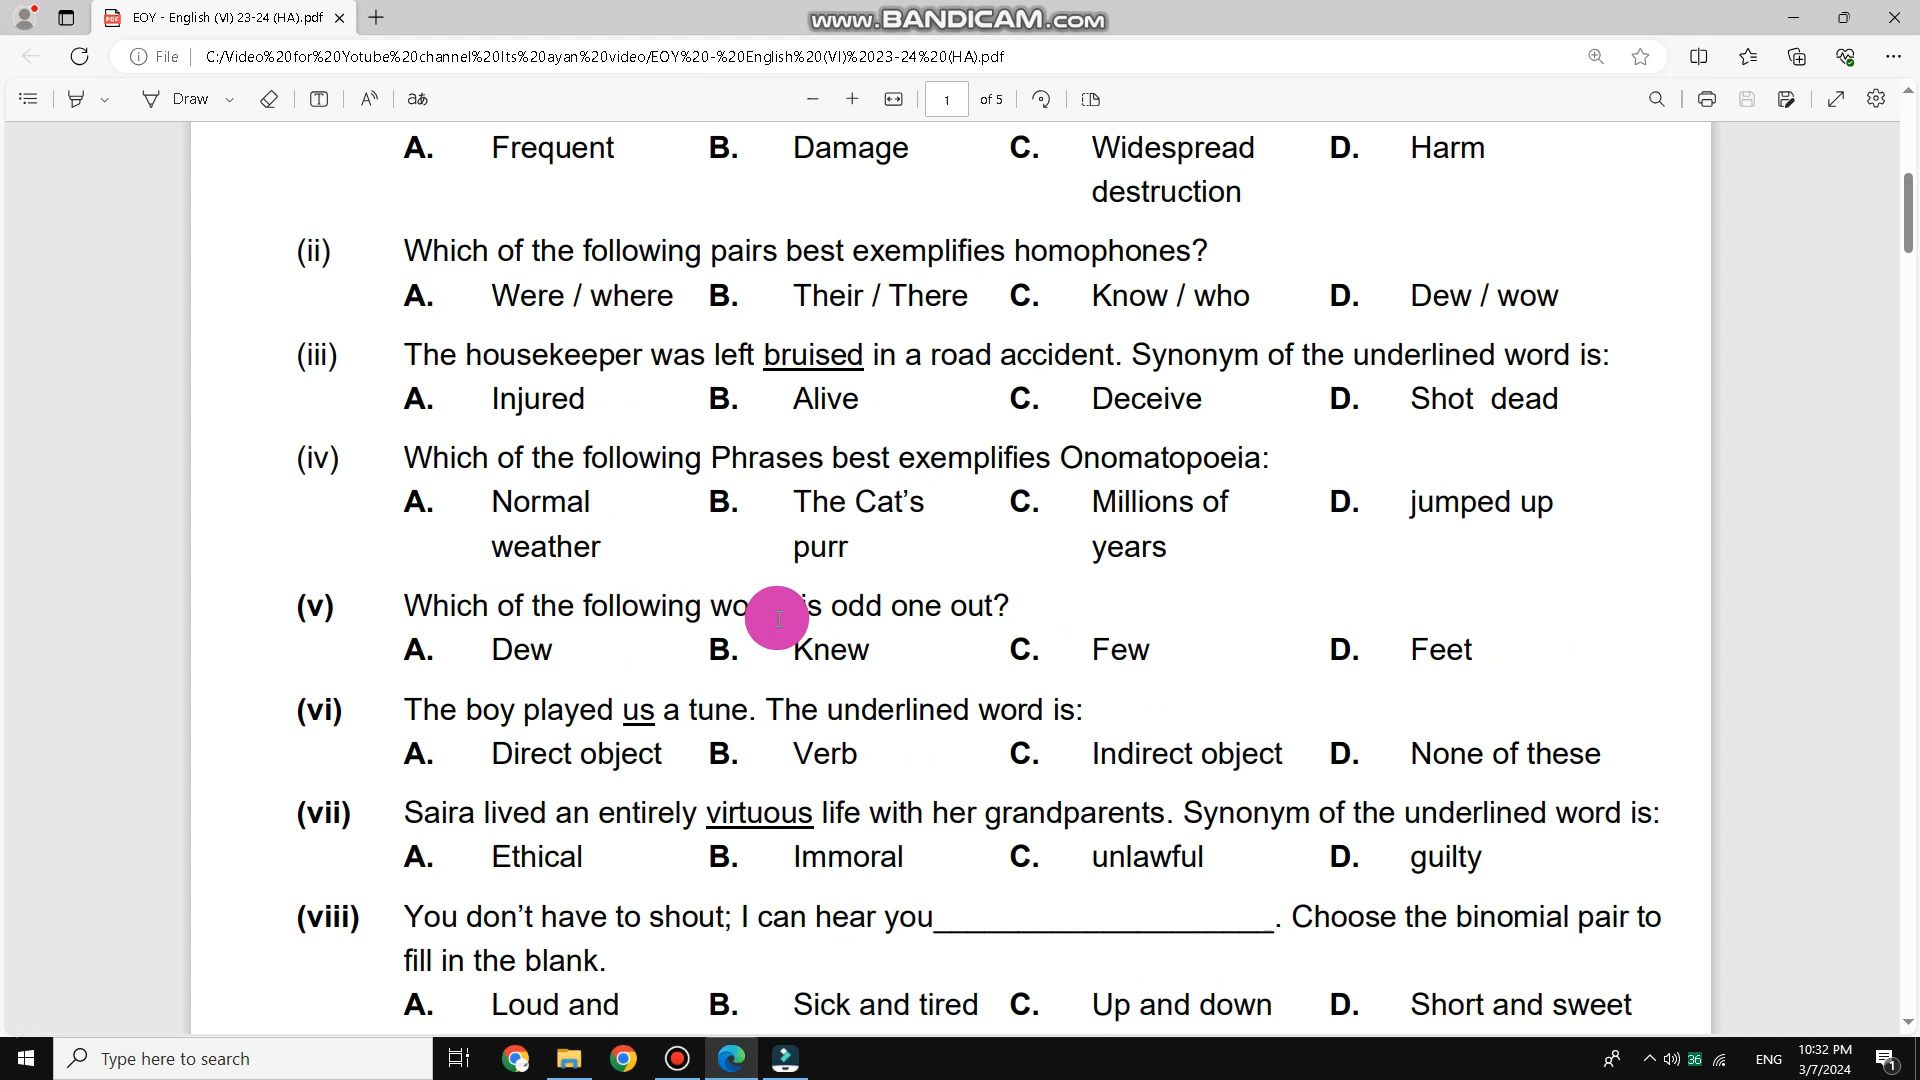 EOY - English (VI) 23-24 (HA).pdf
www.BANDICAM.com
File C:/Video%20for%20Yotube%20channel%20Its%20ayan%20video/EOY%20-%20English%20(VI)%2023-24%20(HA).pdf
Draw 1 of 5
A. Frequent B. Damage C. Widespread destruction D. Harm
(ii) Which of the following pairs best exemplifies homophones?
A. Were / where B. Their / There C. Know / who D. Dew / wow
(iii) The housekeeper was left bruised in a road accident. Synonym of the underlined word is:
A. Injured B. Alive C. Deceive D. Shot dead
(iv) Which of the following Phrases best exemplifies Onomatopoeia:
A. Normal weather B. The Cat's purr C. Millions of years D. jumped up
(v) Which of the following is odd one out?
A. Dew B. Knew C. Few D. Feet
(vi) The boy played us a tune. The underlined word is:
A. Direct object B. Verb C. Indirect object D. None of these
(vii) Saira lived an entirely virtuous life with her grandparents. Synonym of the underlined word is:
A. Ethical B. Immoral C. unlawful D. guilty
(viii) You don't have to shout; I can hear you____________________. Choose the binomial pair to
fill in the blank.
A. Loud and B. Sick and tired C. Up and down D. Short and sweet
Type here to search
36 ENG 10:32 PM
3/7/2024 1